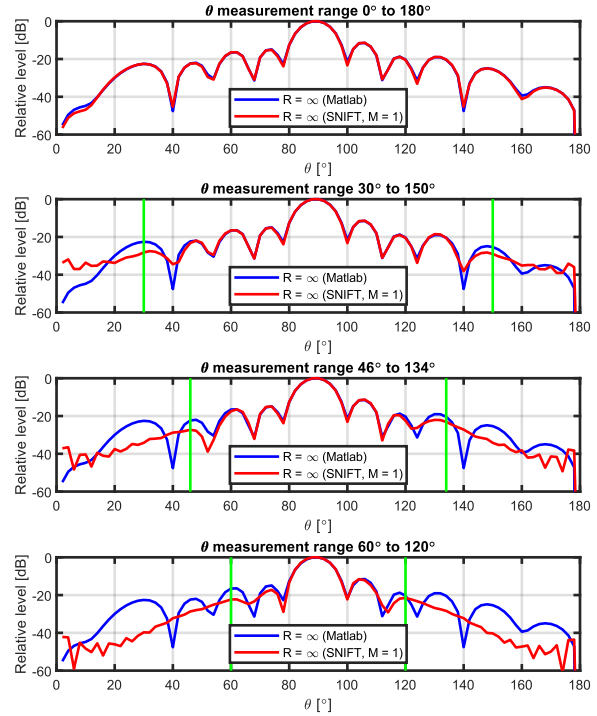 θ measurement range 0° to 180°
Relative level [dB]
0
-20
-40
-60
R = ∞ (Matlab)
R = ∞ (SNIFT, M = 1)
0 20 40 60 80 100 120 140 160 180
θ [°]
θ measurement range 30° to 150°
Relative level [dB]
0
-20
-40
-60
R = ∞ (Matlab)
R = ∞ (SNIFT, M = 1)
0 20 40 60 80 100 120 140 160 180
θ [°]
θ measurement range 46° to 134°
Relative level [dB]
0
-20
-40
-60
R = ∞ (Matlab)
R = ∞ (SNIFT, M = 1)
0 20 40 60 80 100 120 140 160 180
θ [°]
θ measurement range 60° to 120°
Relative level [dB]
0
-20
-40
-60
R = ∞ (Matlab)
R = ∞ (SNIFT, M = 1)
0 20 40 60 80 100 120 140 160 180
θ [°]